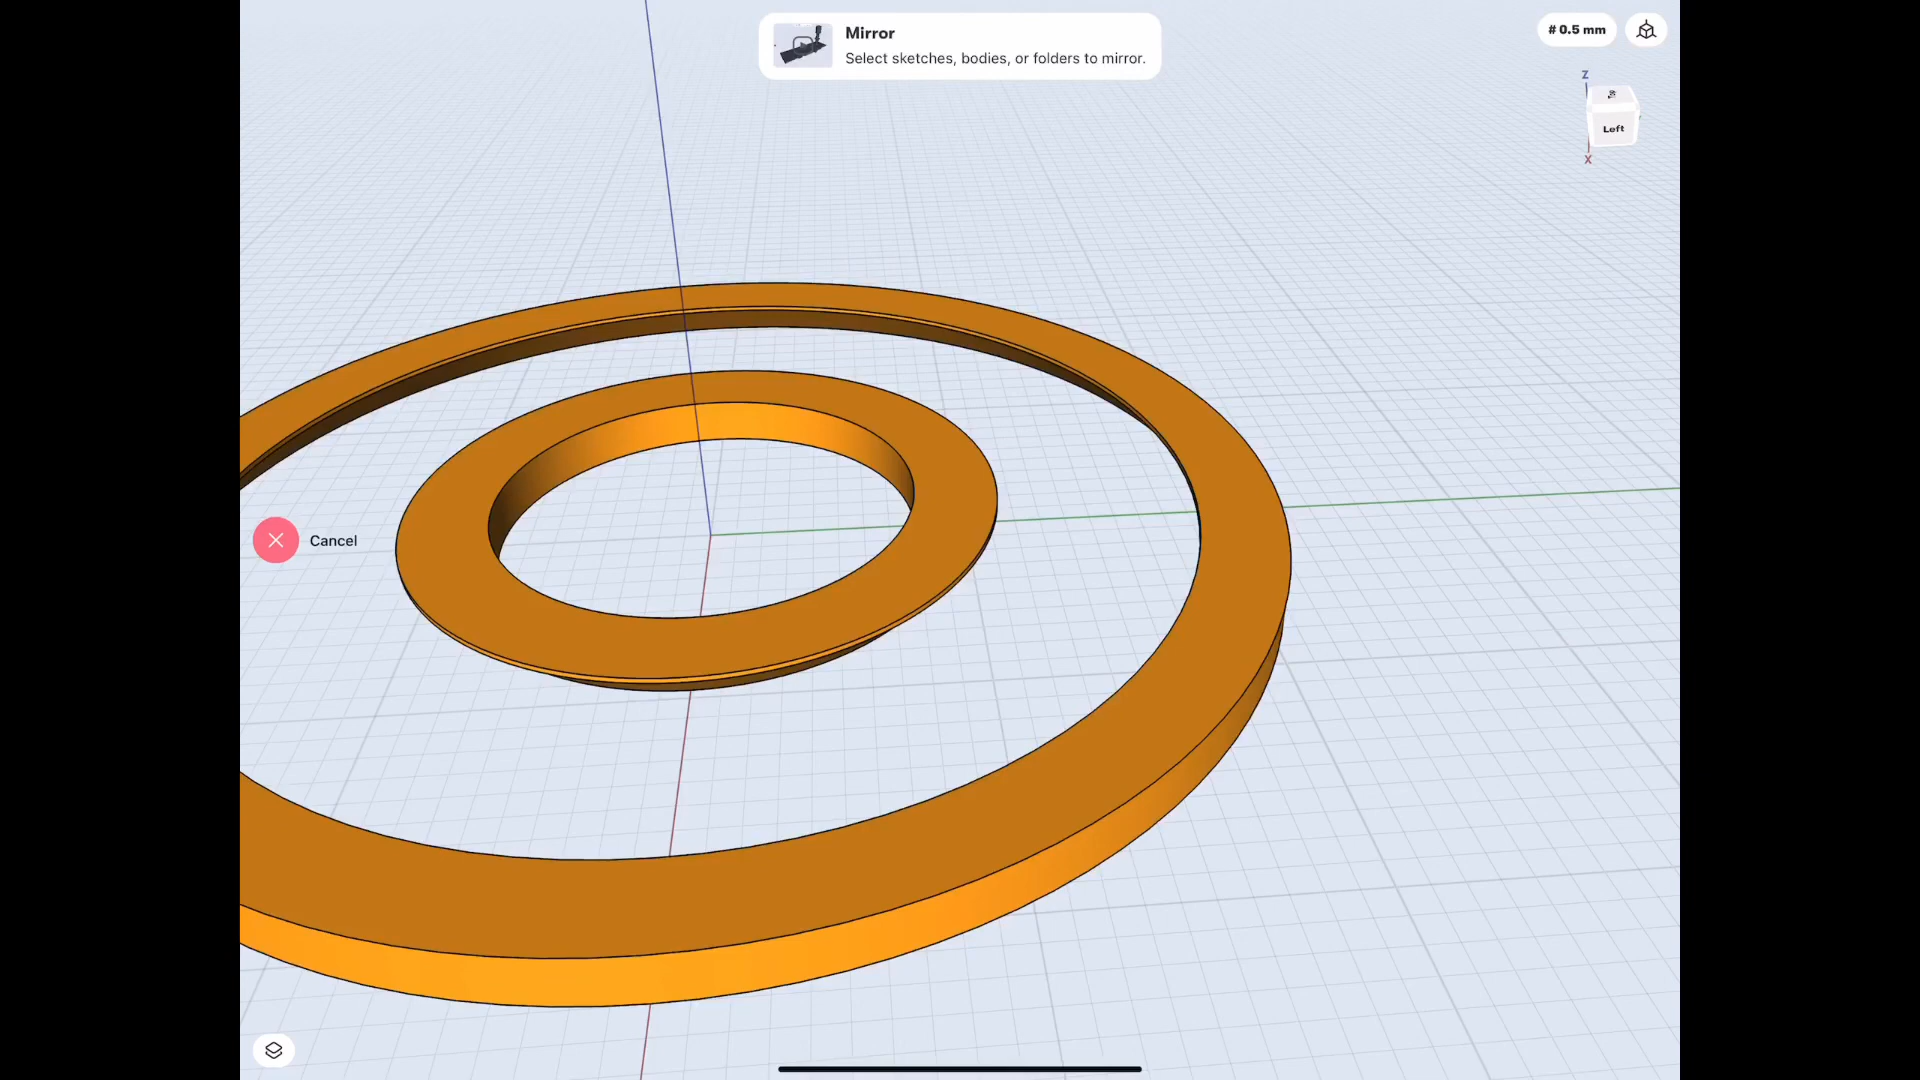 Mirror
Select sketches, bodies, or folders to mirror.
# 0.5 mm
Z
Left
X
Cancel